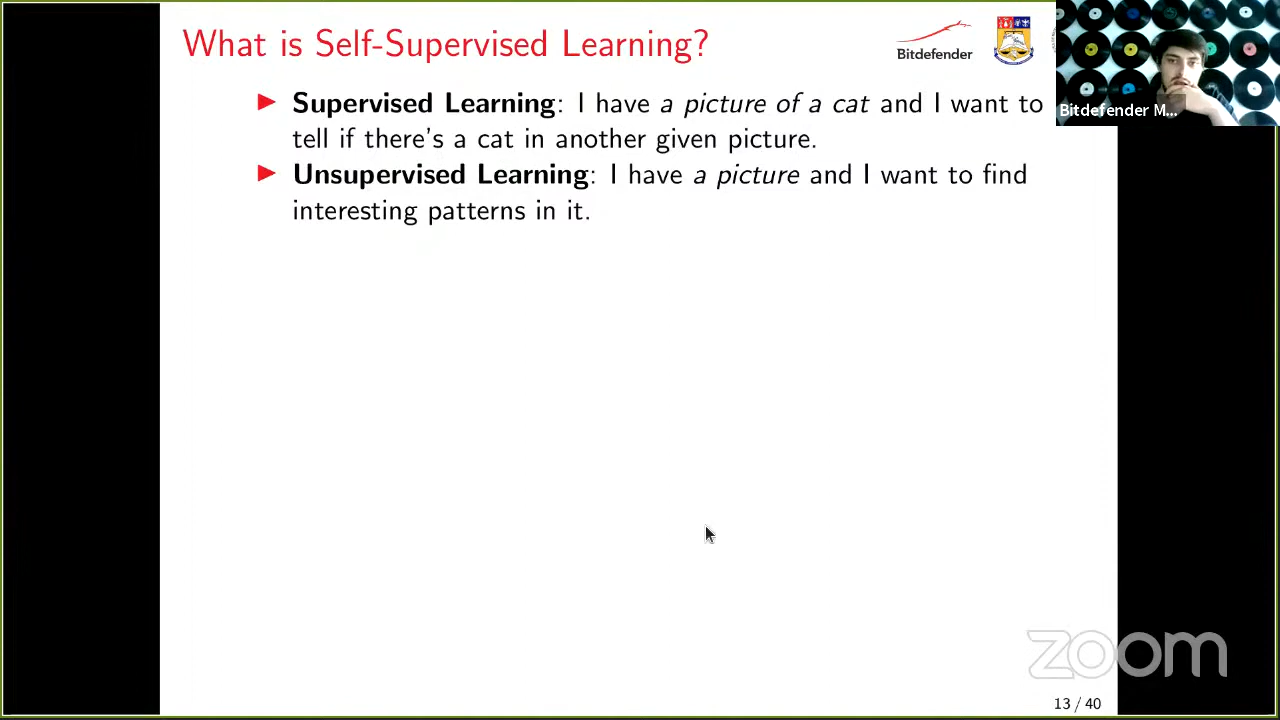 What is Self-Supervised Learning?
Bitdefender
Bitdefender M...
▶ Supervised Learning: I have a picture of a cat and I want to
tell if there's a cat in another given picture.
▶ Unsupervised Learning: I have a picture and I want to find
interesting patterns in it.
zoom
13 / 40